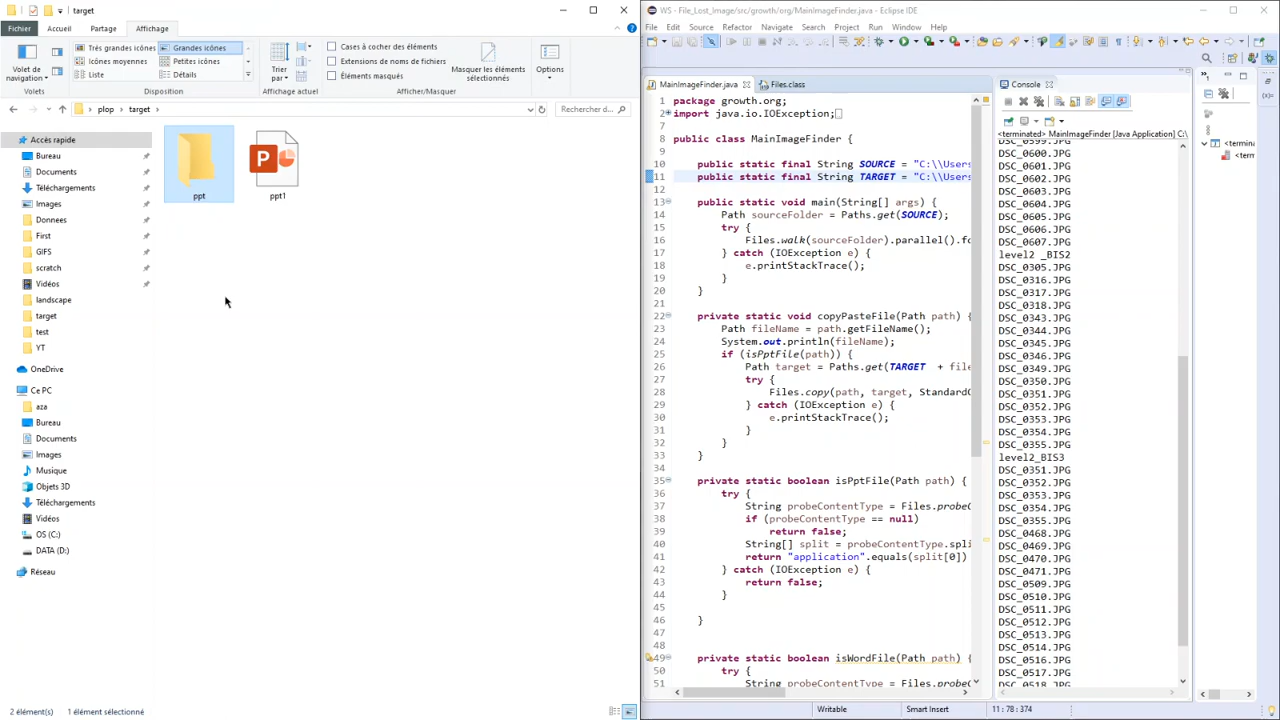 target
Fichier Accueil Partage Affichage
Volet de navigation
Très grandes icônes Grandes icônes
Icônes moyennes Petites icônes
Liste Détails
Trier par
Cases à cocher des éléments
Extensions de noms de fichiers
Éléments masqués
Masquer les éléments sélectionnés
Options
Volets Disposition Affichage actuel Afficher/Masquer
plop > target >
Rechercher d...
Accès rapide
Bureau
Documents
Téléchargements
Images
Donnees
First
GIFS
scratch
Vidéos
landscape
target
test
YT
OneDrive
Ce PC
aza
Bureau
Documents
Images
Musique
Objets 3D
Téléchargements
Vidéos
OS (C:)
DATA (D:)
Réseau
ppt
ppt1
2 élément(s) 1 élément sélectionné
WS - File_Lost_Image/src/growth/org/MainImageFinder.java - Eclipse IDE
File Edit Source Refactor Navigate Search Project Run Window Help
MainImageFinder.java Files.class
1 package growth.org;
2 import java.io.IOException;
7
8 public class MainImageFinder {
9
10 public static final String SOURCE = "C:\\Users
11 public static final String TARGET = "C:\\Users
12
13 public static void main(String[] args) {
14 Path sourceFolder = Paths.get(SOURCE);
15 try {
16 Files.walk(sourceFolder).parallel().fo
17 } catch (IOException e) {
18 e.printStackTrace();
19 }
20 }
21
22 private static void copyPasteFile(Path path) {
23 Path fileName = path.getFileName();
24 System.out.println(fileName);
25 if (isPptFile(path)) {
26 Path target = Paths.get(TARGET + file
27 try {
28 Files.copy(path, target, StandardC
29 } catch (IOException e) {
30 e.printStackTrace();
31 }
32 }
33 }
34
35 private static boolean isPptFile(Path path) {
36 try {
37 String probeContentType = Files.probeC
38 if (probeContentType == null)
39 return false;
40 String[] split = probeContentType.spli
41 return "application".equals(split[0])
42 } catch (IOException e) {
43 return false;
44 }
45
46 }
47
48
49 private static boolean isWordFile(Path path) {
50 try {
51 String probeContentType = Files.probeC
Console
<terminated> MainImageFinder [Java Application] C:\
DSC_0599.JPG
DSC_0600.JPG
DSC_0601.JPG
DSC_0602.JPG
DSC_0603.JPG
DSC_0604.JPG
DSC_0605.JPG
DSC_0606.JPG
DSC_0607.JPG
level2 _BIS2
DSC_0305.JPG
DSC_0316.JPG
DSC_0317.JPG
DSC_0318.JPG
DSC_0343.JPG
DSC_0344.JPG
DSC_0345.JPG
DSC_0346.JPG
DSC_0349.JPG
DSC_0350.JPG
DSC_0351.JPG
DSC_0352.JPG
DSC_0353.JPG
DSC_0354.JPG
DSC_0355.JPG
level2_BIS3
DSC_0351.JPG
DSC_0352.JPG
DSC_0353.JPG
DSC_0354.JPG
DSC_0355.JPG
DSC_0468.JPG
DSC_0469.JPG
DSC_0470.JPG
DSC_0471.JPG
DSC_0509.JPG
DSC_0510.JPG
DSC_0511.JPG
DSC_0512.JPG
DSC_0513.JPG
DSC_0514.JPG
DSC_0516.JPG
DSC_0517.JPG
DSC_0518.JPG
<termina
<term
Writable Smart Insert 11 : 78 : 374